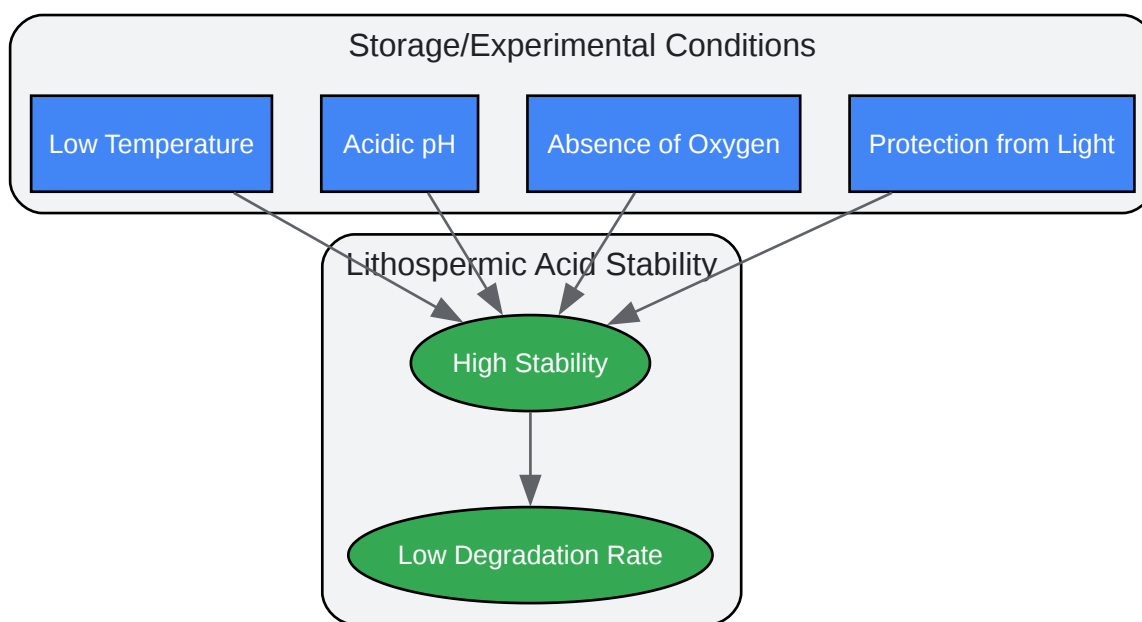 Storage/Experimental Conditions
Low Temperature
Acidic pH
Absence of Oxygen
Protection from Light
Lithospermic Acid Stability
High Stability
Low Degradation Rate